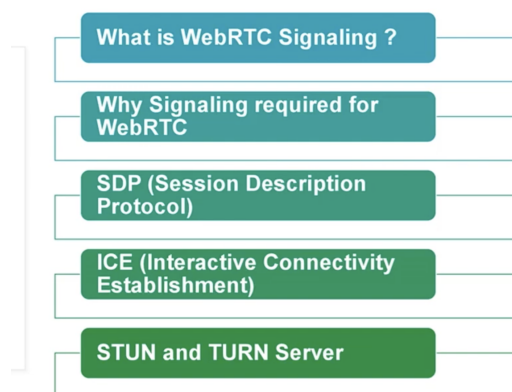 What is WebRTC Signaling ?
Why Signaling required for
WebRTC
SDP (Session Description
Protocol)
ICE (Interactive Connectivity
Establishment)
STUN and TURN Server